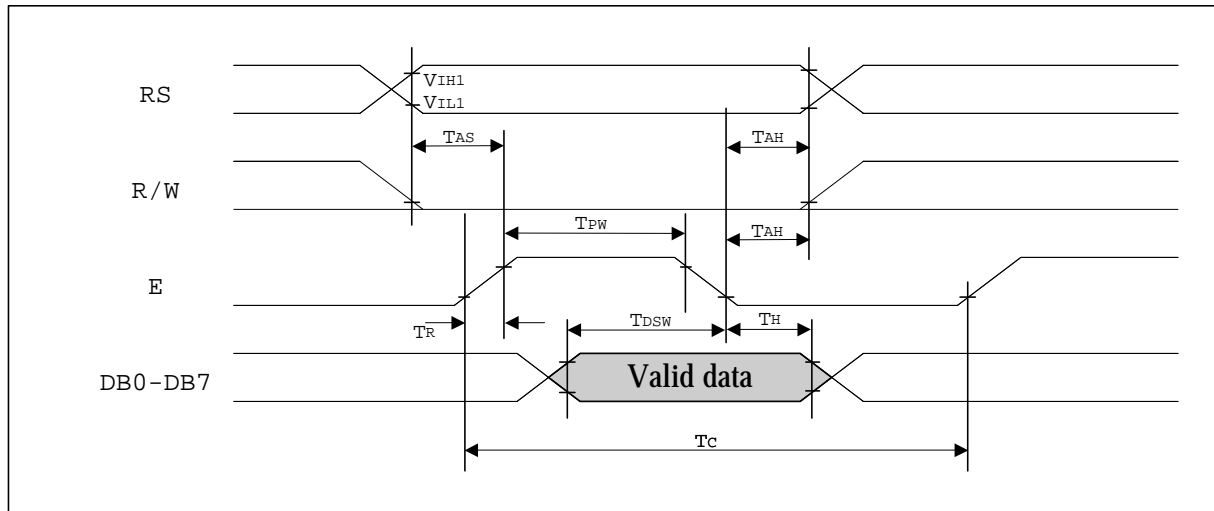 RS
VIH1
VIL1
TAS
TAH
R/W
TPW
TAH
E
TR
TDSW
TH
DB0-DB7
Valid data
TC